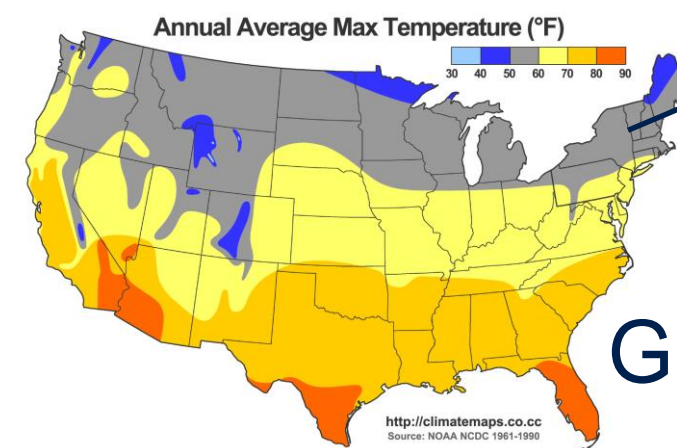 Annual Average Max Temperature (°F)
30 40 50 60 70 80 90
G
http://climatemaps.co.cc
Source: NOAA NCDC 1961-1990